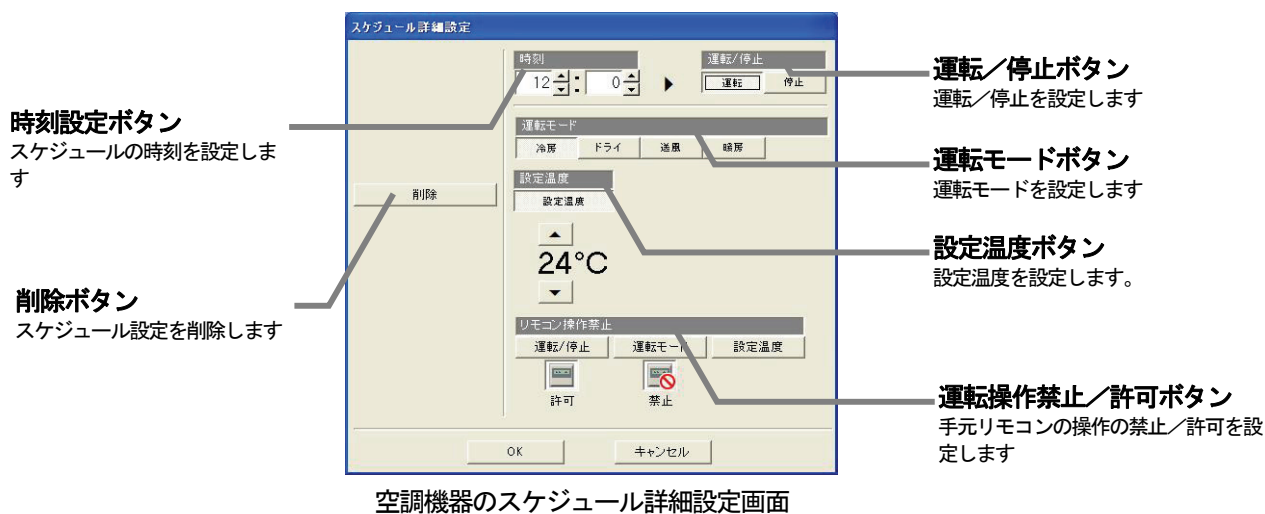 スケジュール詳細設定
時刻
運転/停止
12 : 0
運転
停止
運転モード
冷房
ドライ
送風
暖房
設定温度
設定温度
24°C
削除
リモコン操作禁止
運転/停止
運転モード
設定温度
許可
禁止
OK
キャンセル
時刻設定ボタン
スケジュールの時刻を設定しま
す
削除ボタン
スケジュール設定を削除します
運転／停止ボタン
運転／停止を設定します
運転モードボタン
運転モードを設定します
設定温度ボタン
設定温度を設定します。
運転操作禁止／許可ボタン
手元リモコンの操作の禁止／許可を設
定します
空調機器のスケジュール詳細設定画面